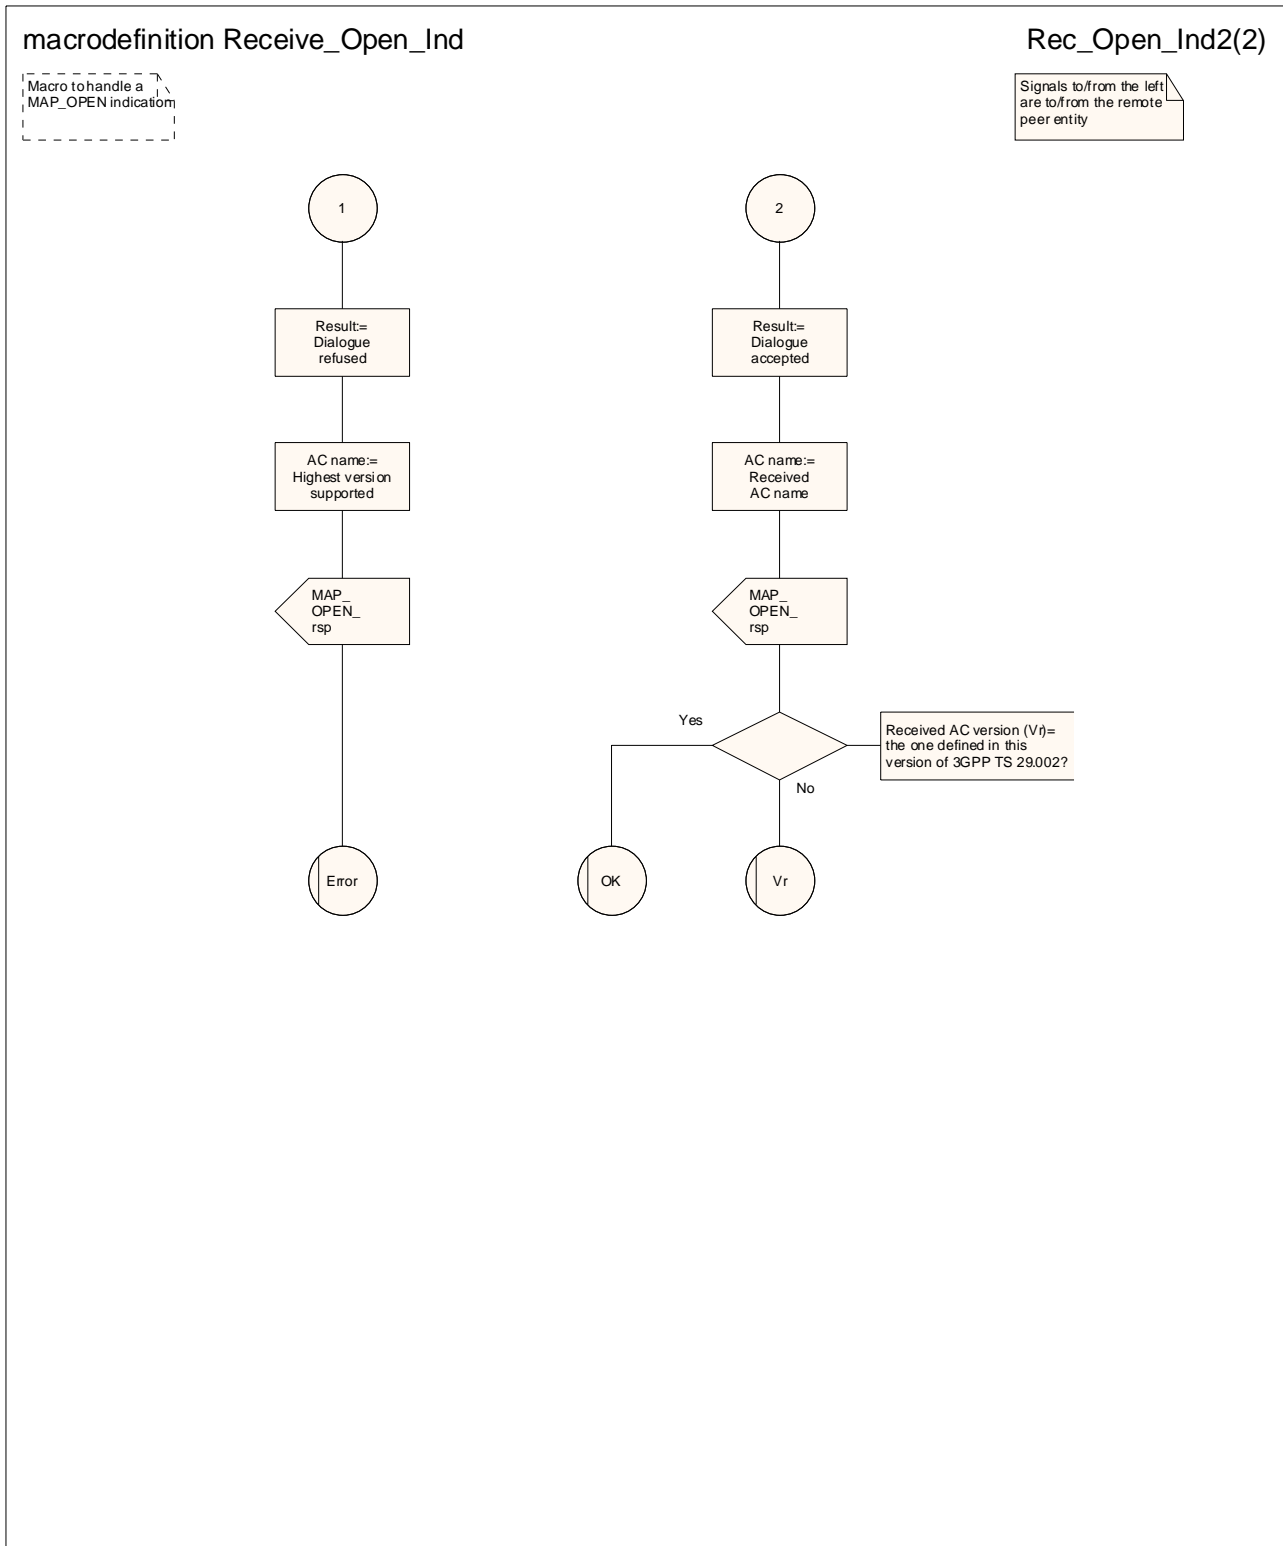 macrodefinition Receive_Open_Ind
Rec_Open_Ind2(2)
Macro to handle a
MAP_OPEN indication
Signals to/from the left
are to/from the remote
peer entity
1
2
Result:=
Dialogue
refused
Result:=
Dialogue
accepted
AC name:=
Highest version
supported
AC name:=
Received
AC name
MAP_
OPEN_
rsp
MAP_
OPEN_
rsp
Yes
Received AC version (Vr)=
the one defined in this
version of 3GPP TS 29.002?
No
Error
OK
Vr